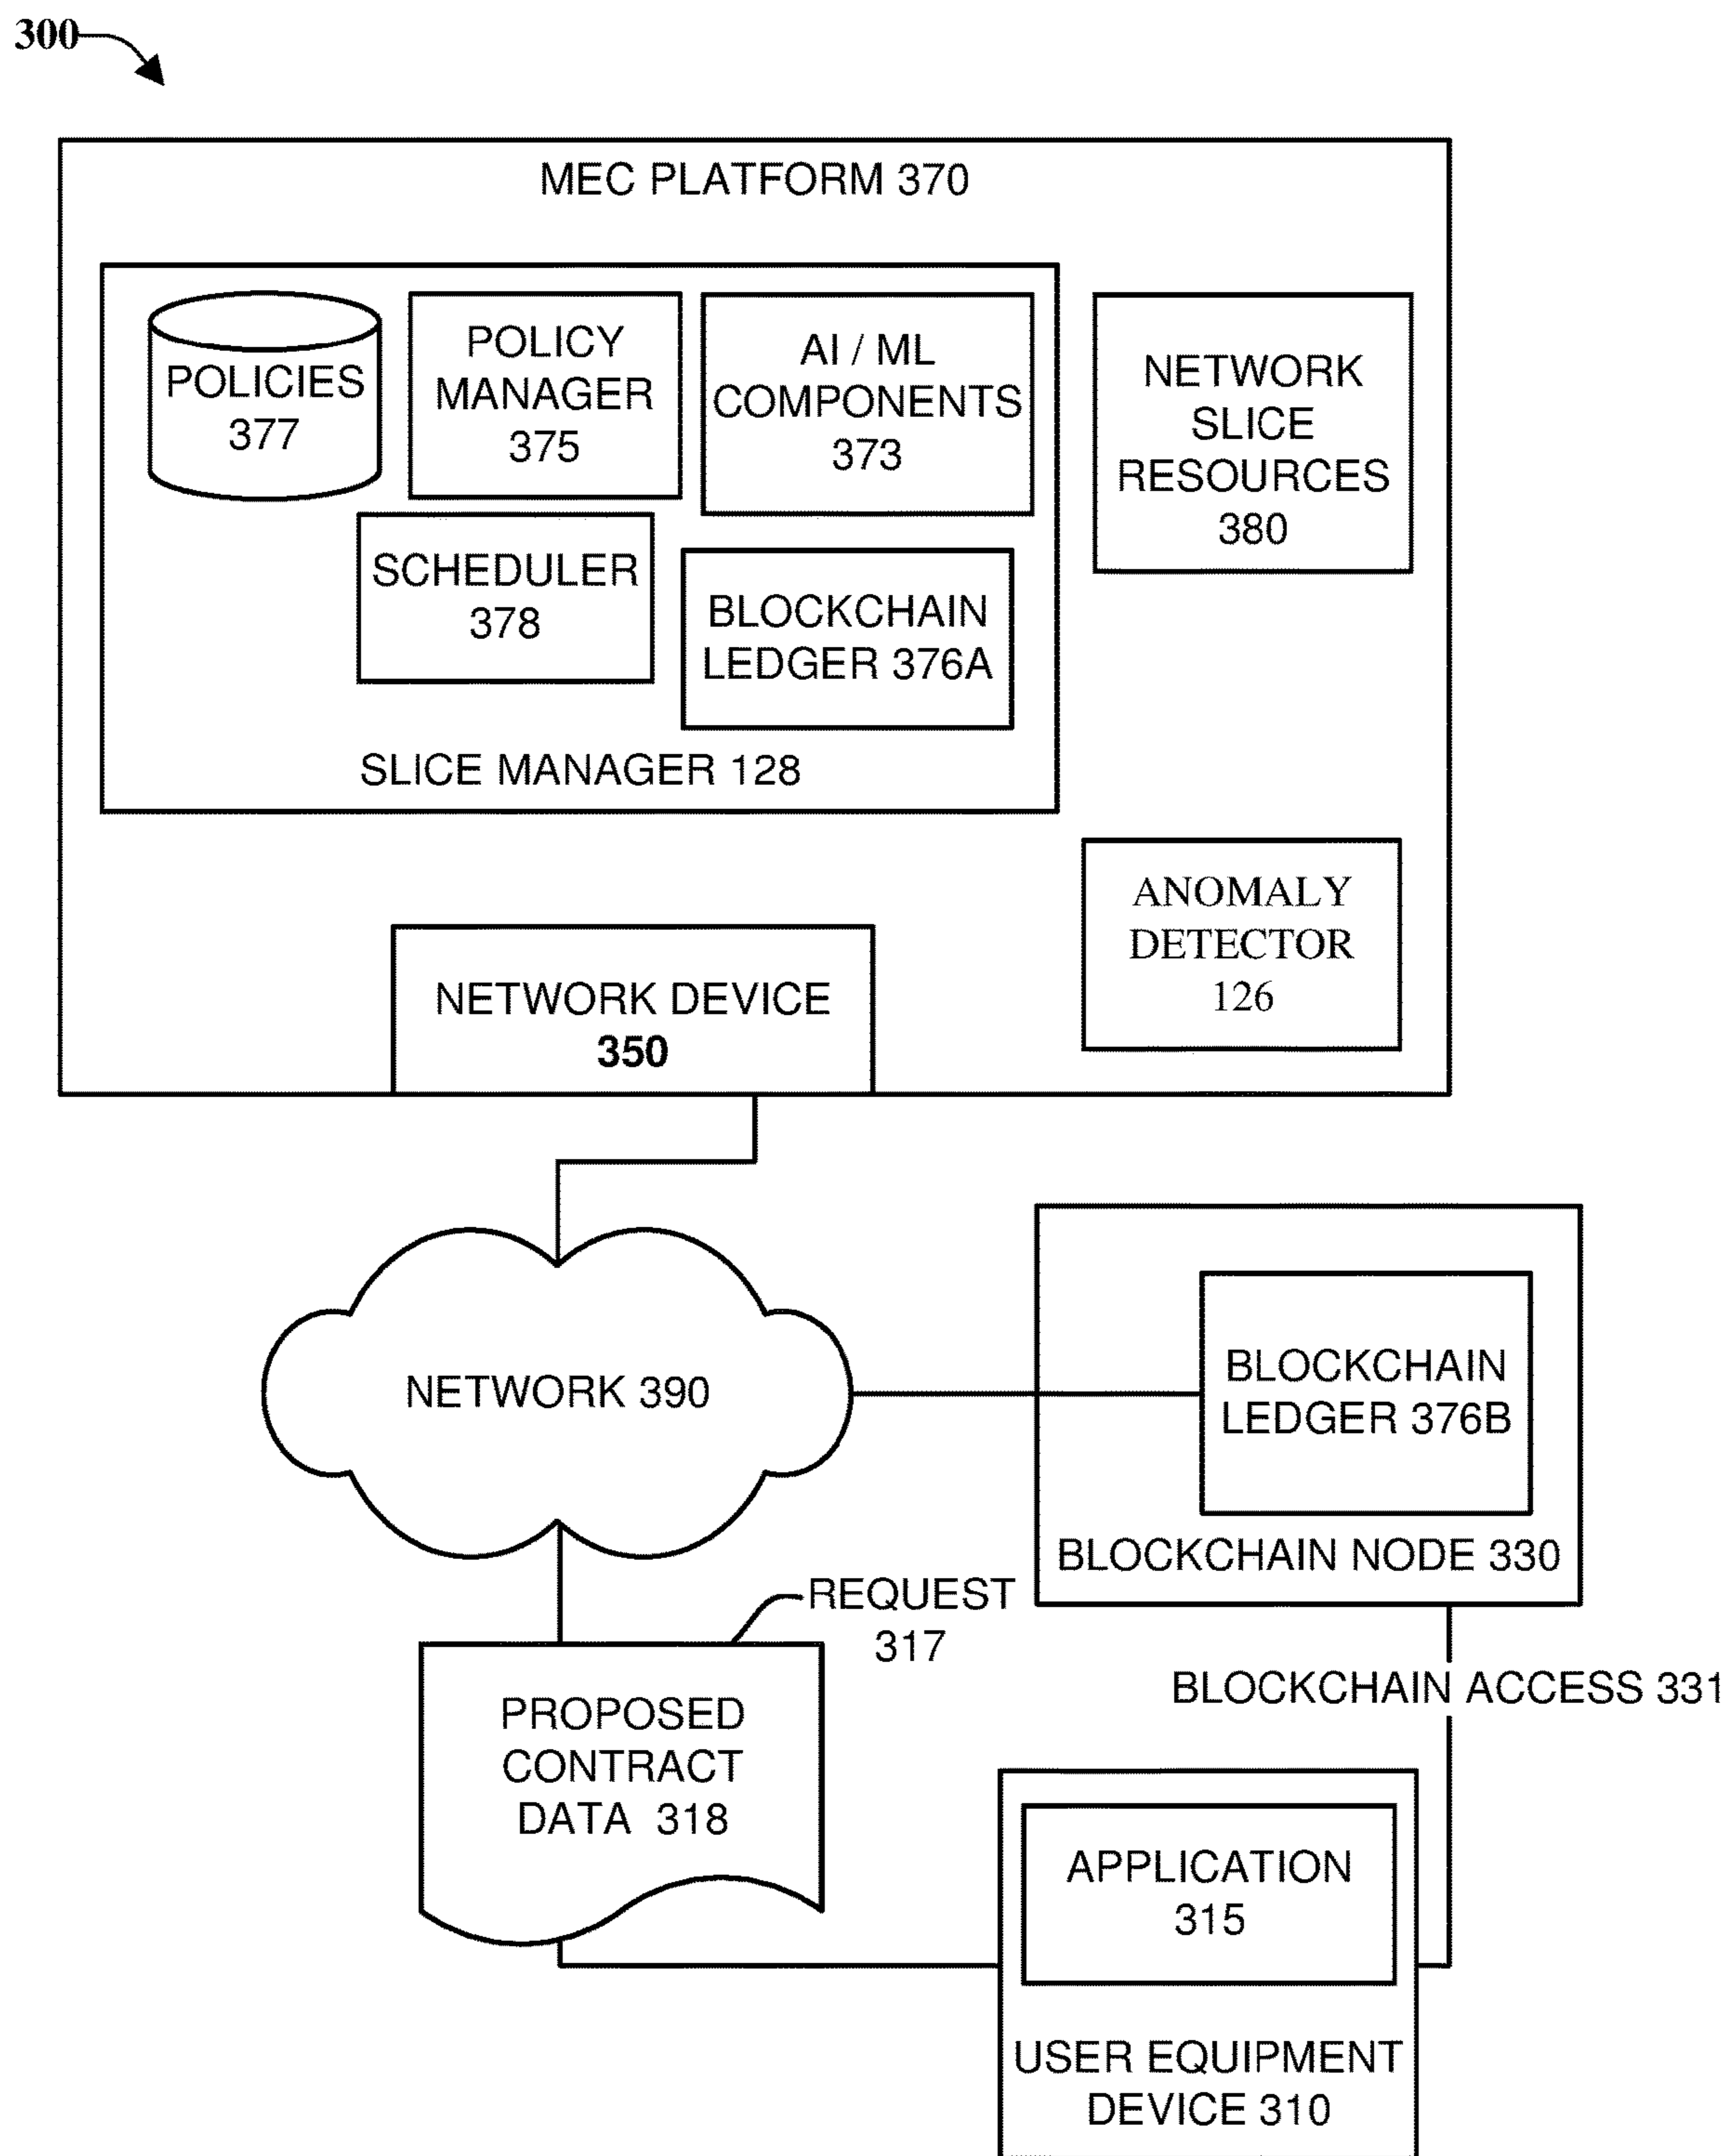 300
MEC PLATFORM 370
POLICIES
377
POLICY
MANAGER
375
AI / ML
COMPONENTS
373
NETWORK
SLICE
RESOURCES
380
SCHEDULER
378
BLOCKCHAIN
LEDGER 376A
SLICE MANAGER 128
ANOMALY
DETECTOR
126
NETWORK DEVICE
350
NETWORK 390
BLOCKCHAIN
LEDGER 376B
BLOCKCHAIN NODE 330
REQUEST
317
BLOCKCHAIN ACCESS 331
PROPOSED
CONTRACT
DATA 318
APPLICATION
315
USER EQUIPMENT
DEVICE 310